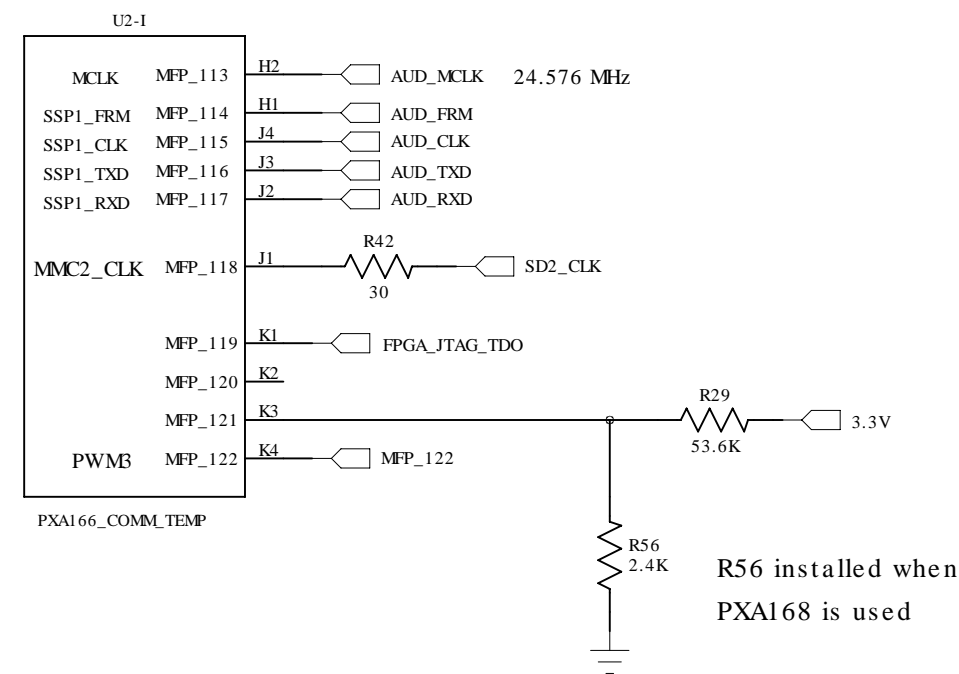 U2-I
MCLK MFP_113 H2 AUD_MCLK 24.576 MHz
SSP1_FRM MFP_114 H1 AUD_FRM
SSP1_CLK MFP_115 J4 AUD_CLK
SSP1_TXD MFP_116 J3 AUD_TXD
SSP1_RXD MFP_117 J2 AUD_RXD
R42
MMC2_CLK MFP_118 J1 SD2_CLK
30
MFP_119 K1 FPGA_JTAG_TDO
MFP_120 K2
R29
MFP_121 K3 3.3V
53.6K
PWM3 MFP_122 K4 MFP_122
PXA166_COMM_TEMP
R56
2.4K
R56 installed when
PXA168 is used